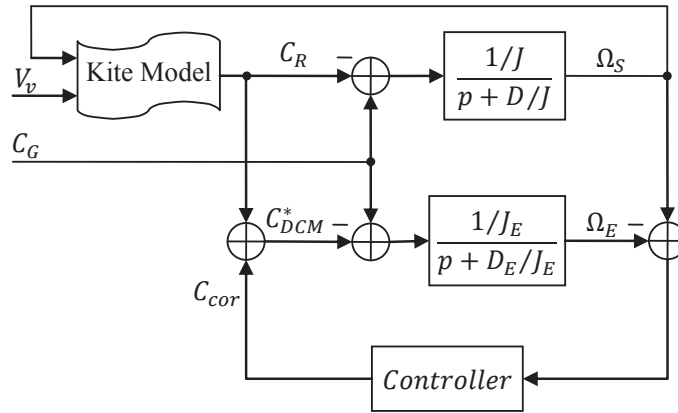 Kite Model
V_v
C_R
−
1/J
p + D/J
Ω_S
C_G
C*_DCM
−
1/J_E
p + D_E/J_E
Ω_E
−
C_cor
Controller